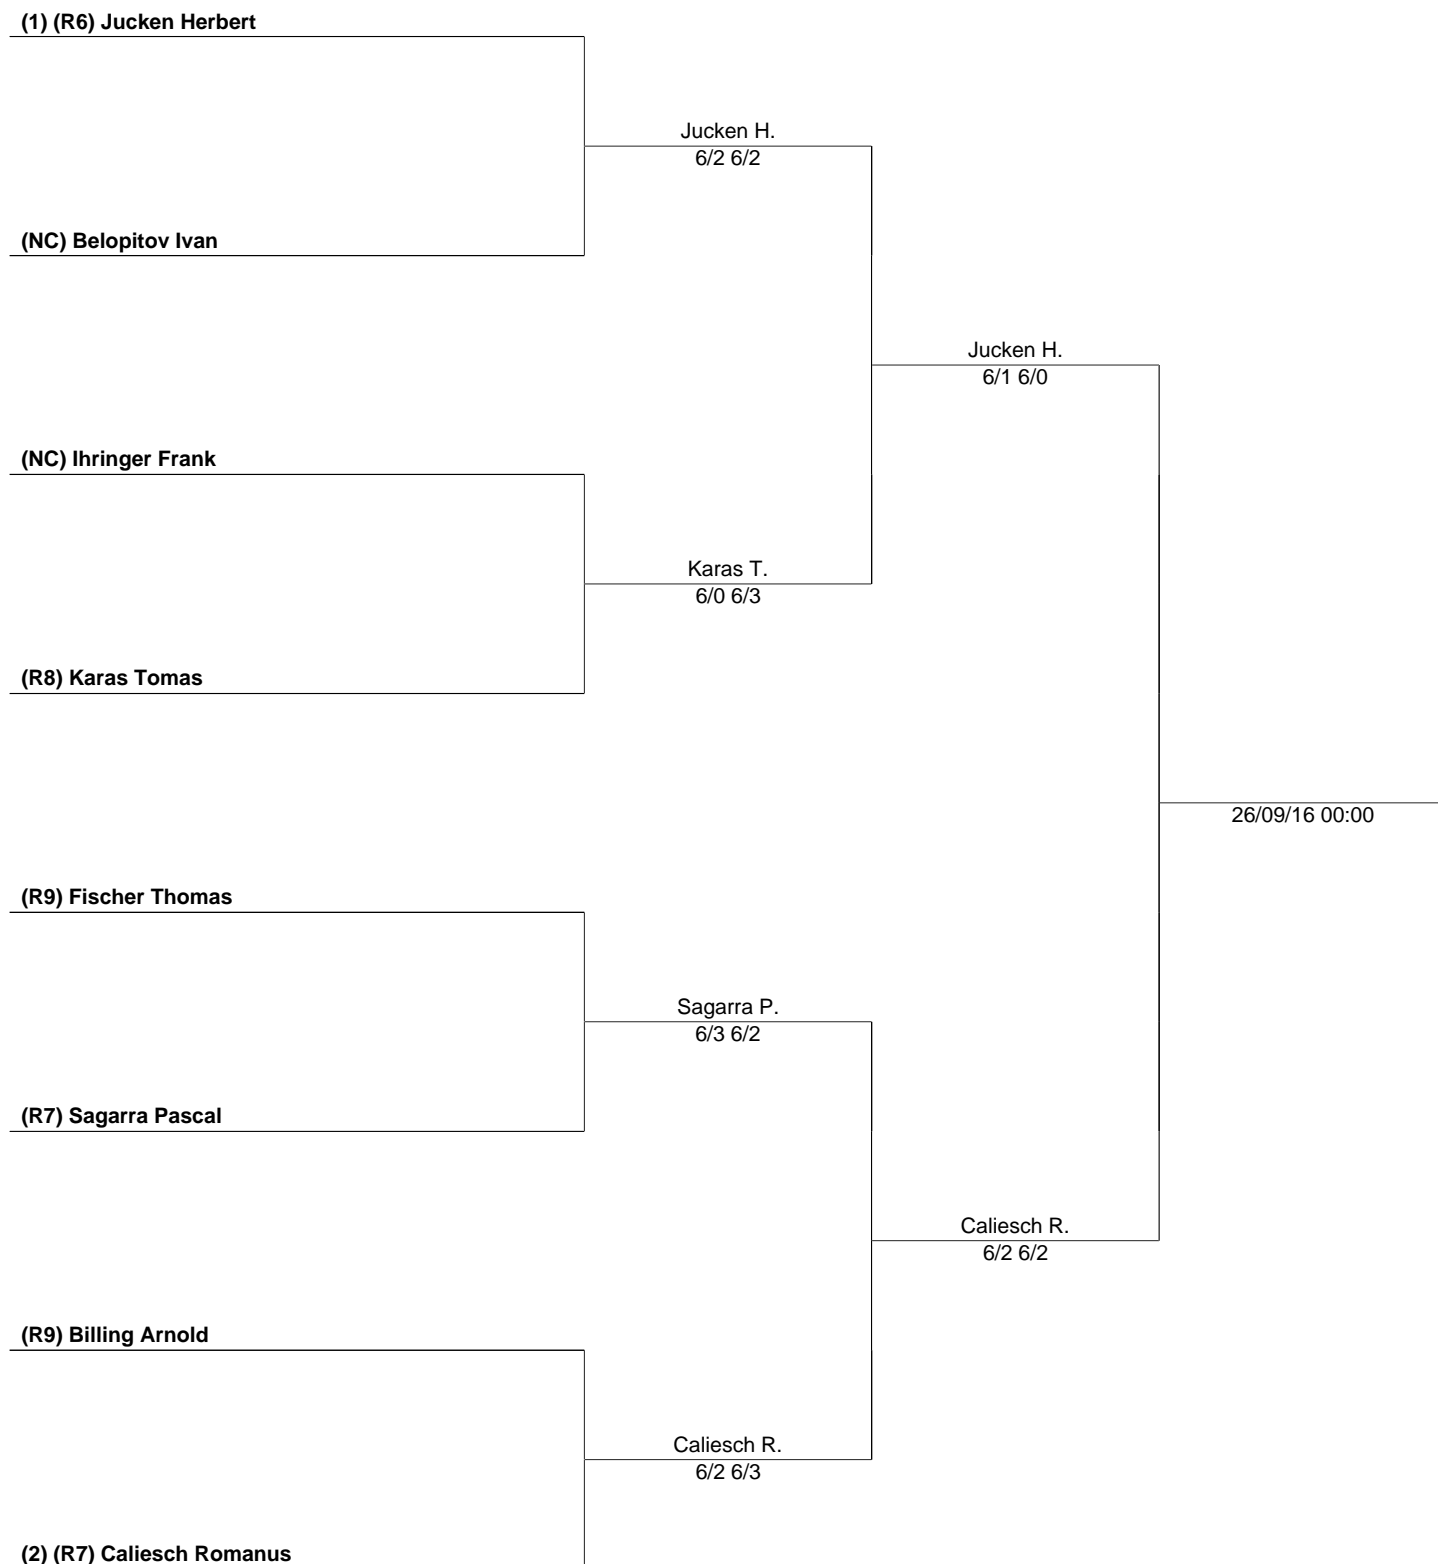 (1) (R6) Jucken Herbert
Jucken H.
6/2 6/2
(NC) Belopitov Ivan
Jucken H.
6/1 6/0
(NC) Ihringer Frank
Karas T.
6/0 6/3
(R8) Karas Tomas
26/09/16 00:00
(R9) Fischer Thomas
Sagarra P.
6/3 6/2
(R7) Sagarra Pascal
Caliesch R.
6/2 6/2
(R9) Billing Arnold
Caliesch R.
6/2 6/3
(2) (R7) Caliesch Romanus